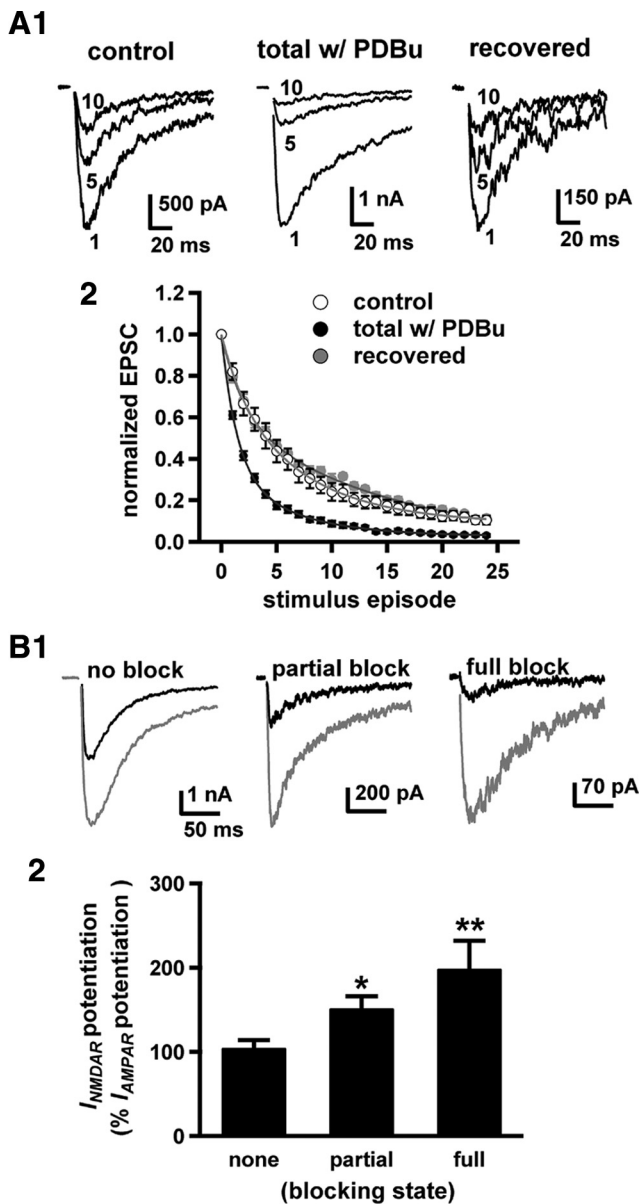 A1
control
total w/ PDBu
recovered
10
5
1
500 pA
20 ms
10
5
1
1 nA
20 ms
10
5
1
150 pA
20 ms
2
normalized EPSC
1.2
1.0
0.8
0.6
0.4
0.2
0.0
control
total w/ PDBu
recovered
0 5 10 15 20 25
stimulus episode
B1
no block
partial block
full block
1 nA
50 ms
200 pA
70 pA
2
INMDAR potentiation
(% IAMPAR potentiation )
300
200
100
0
*
**
none partial full
(blocking state)